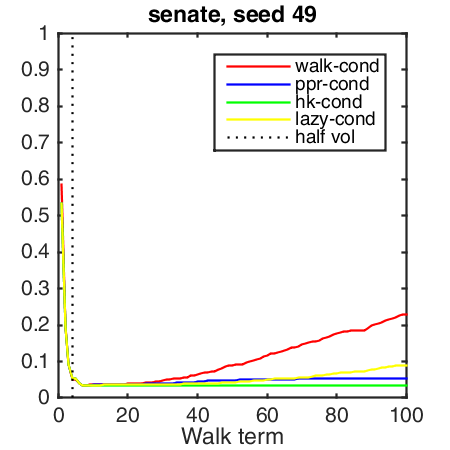 senate, seed 49
1
0.9
0.8
0.7
0.6
0.5
0.4
0.3
0.2
0.1
0
walk-cond
ppr-cond
hk-cond
lazy-cond
half vol
0 20 40 60 80 100
Walk term